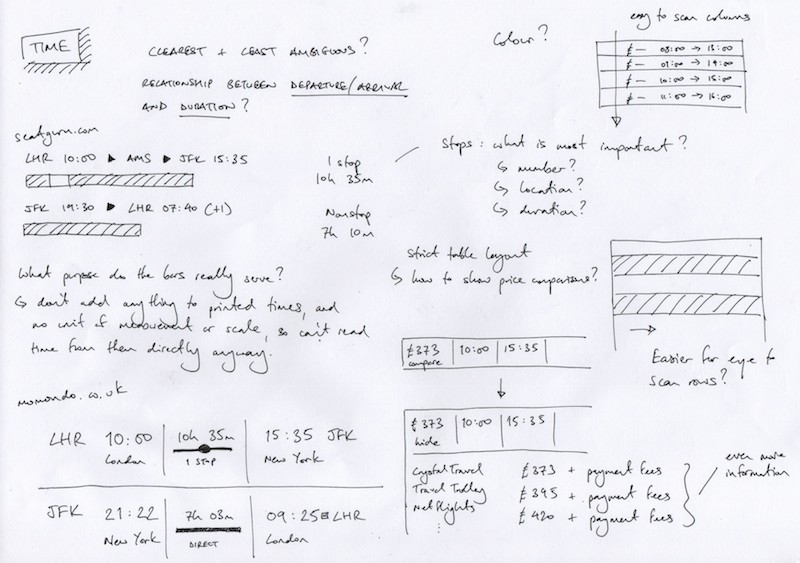 TIME
CLEAREST + LEAST AMBIGUOUS?
RELATIONSHIP BETWEEN DEPARTURE/ARRIVAL
AND DURATION?
seatguru.com
LHR 10:00 ▶ AMS ▶ JFK 15:35
1 stop
10h 35m
JFK 19:30 ▶ LHR 07:40 (+1)
Nonstop
7h 10m
What purpose do the bars really serve?
↳ don't add anything to printed times, and
no unit of measurement or scale, so can't read
time from them directly anyway.
momondo.co.uk
LHR 10:00 | 10h 35m | 15:35 JFK
London 1 STOP New York
JFK 21:22 | 7h 03m | 09:25 LHR
New York DIRECT London
Colour?
easy to scan columns
£ — 08:00 → 13:00
£ — 09:00 → 14:00
£ — 10:00 → 15:00
£ — 11:00 → 16:00
Stops: what is most important?
↳ number?
↳ location?
↳ duration?
Strict table layout
↳ how to show price comparisons?
Easier for eye to
scan rows?
£373 | 10:00 | 15:35
compare
£373 | 10:00 | 15:35
hide
Crystal Travel £373 + payment fees
Travel Trolley £395 + payment fees
Netflights £420 + payment fees
⋮
even more
information